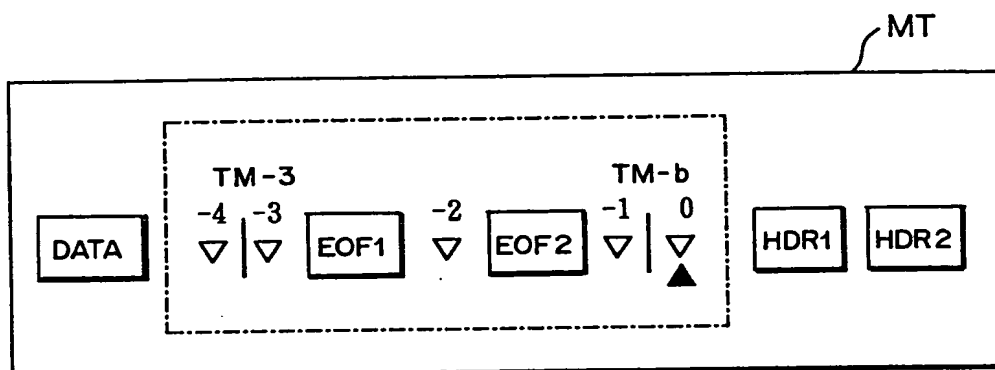 MT
TM-3 TM-b
-4 -3 -2 -1 0
DATA EOF1 EOF2 HDR1 HDR2